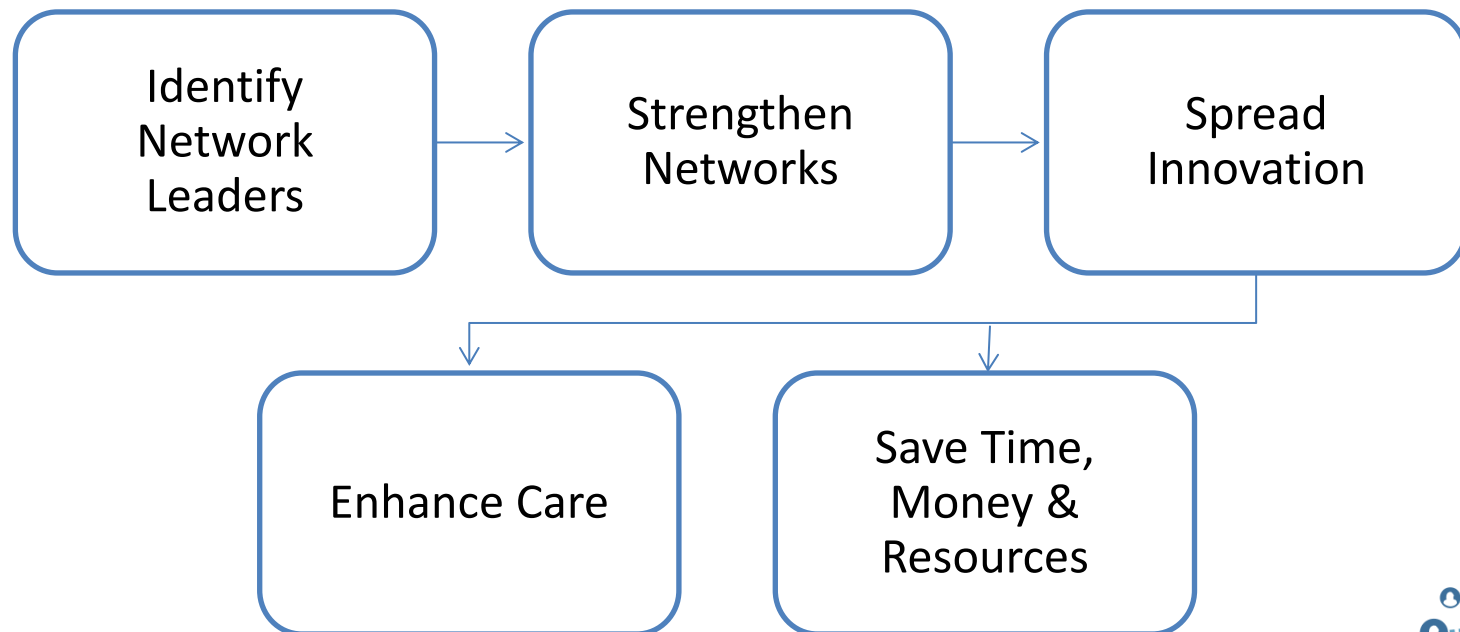 Identify
Network
Leaders
Strengthen
Networks
Spread
Innovation
Enhance Care
Save Time,
Money &
Resources